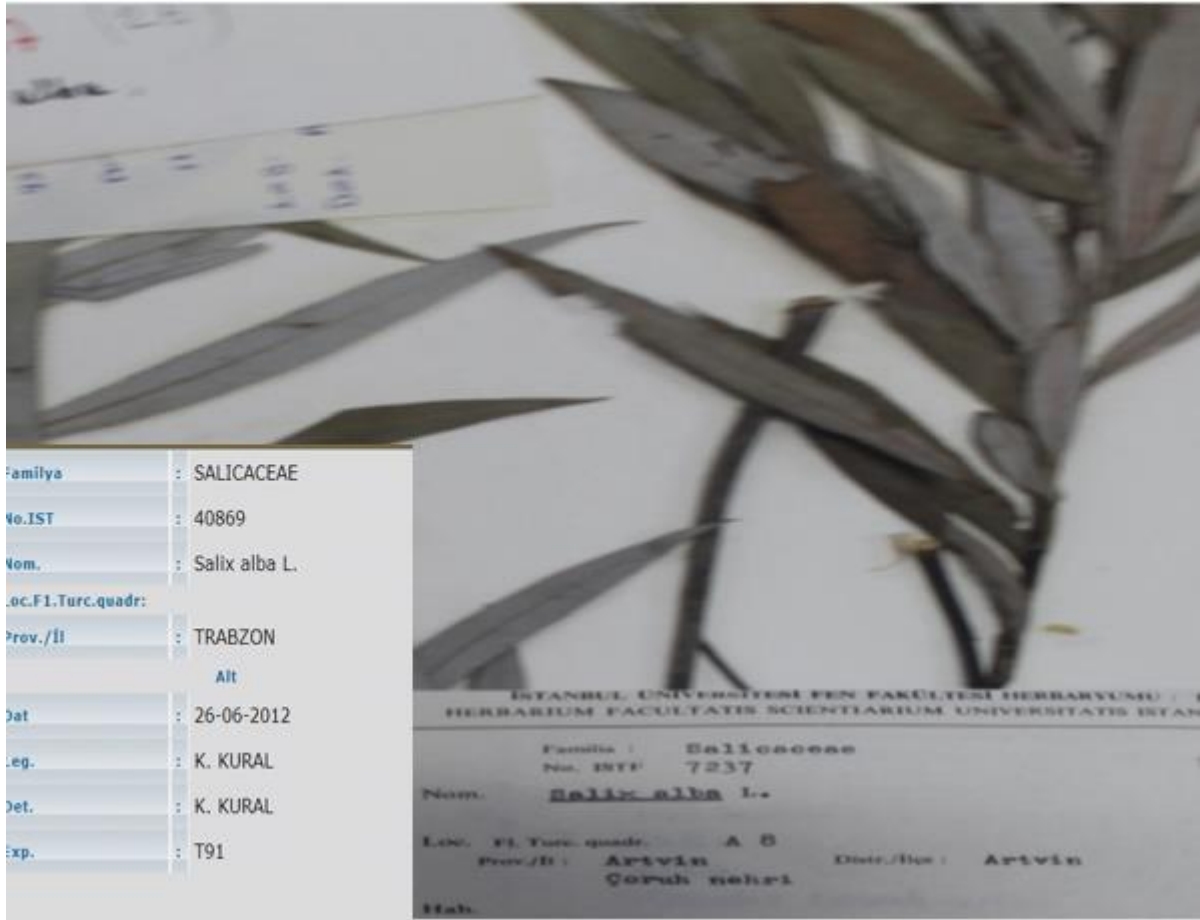 Familya : SALICACEAE
No.IST : 40869
Nom. : Salix alba L.
Loc.F1.Turc.quadr:
Prov./İl : TRABZON
Alt
Dat : 26-06-2012
Leg. : K. KURAL
Det. : K. KURAL
Exp. : T91
İSTANBUL ÜNİVERSİTESİ FEN FAKÜLTESİ HERBARYUMU :
HERBARIUM FACULTATIS SCIENTIARUM UNIVERSITATIS ISTAN
Familia : Salicaceae
No. ISTF 7237
Nom. Salix alba L.
Loc. Fl. Turc. quadr. A 8
Prov./İl : Artvin Distr./İlçe : Artvin
Çoruh nehri
Hab.